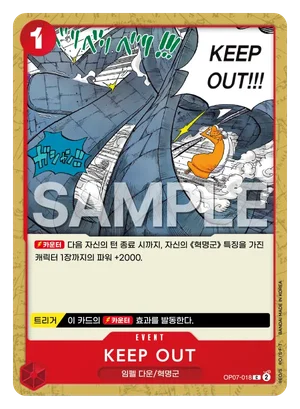 1
KEEP
OUT!!!
SAMPLE
카운터 다음 자신의 턴 종료 시까지, 자신의 《혁명군》 특징을 가진
캐릭터 1장까지의 파워 +2000.
트리거 이 카드의 카운터 효과를 발동한다.
EVENT
KEEP OUT
임펠 다운/혁명군
OP07-018 2